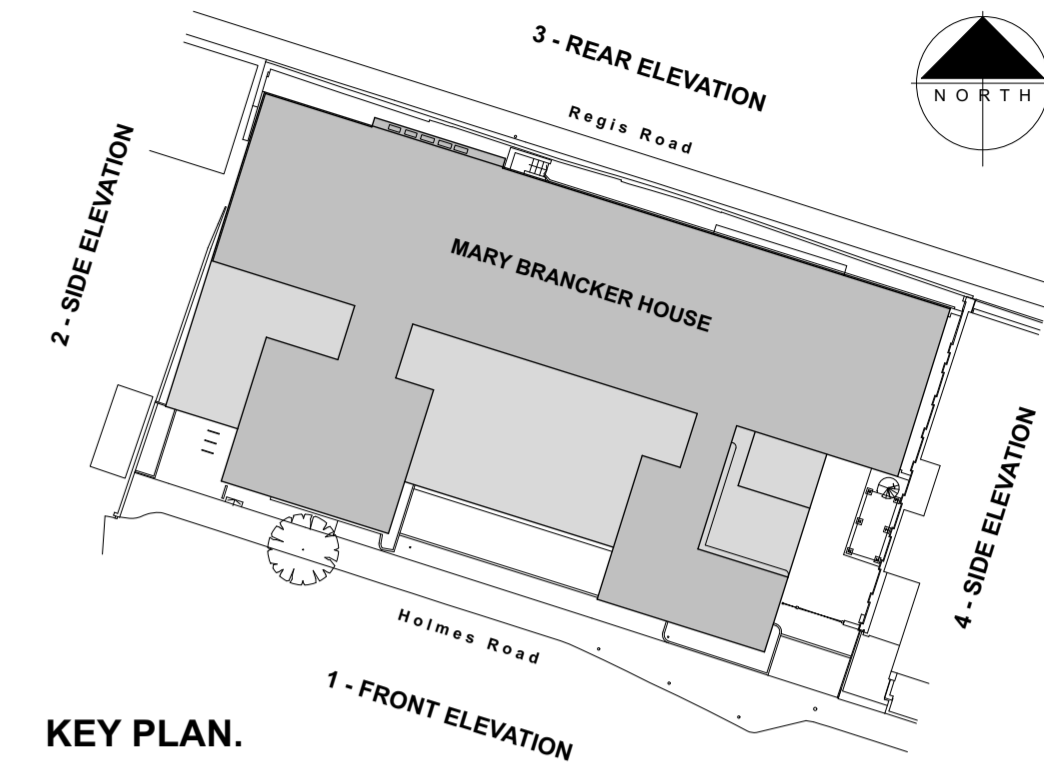 3 - REAR ELEVATION
NORTH
Regis Road
2 - SIDE ELEVATION
MARY BRANCKER HOUSE
4 - SIDE ELEVATION
Holmes Road
1 - FRONT ELEVATION
KEY PLAN.